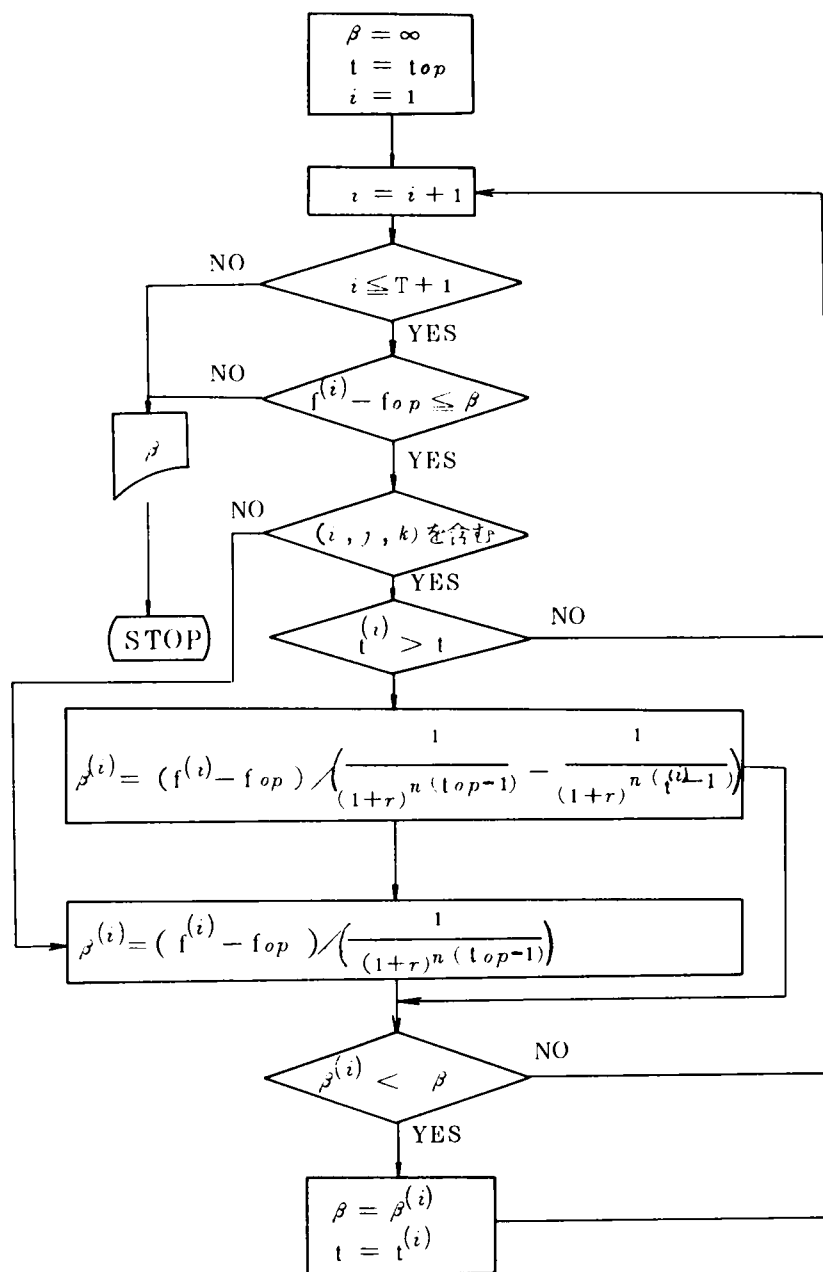 β = ∞
t = top
i = 1
i = i + 1
NO
i ≦ T + 1
YES
NO
f^(i) − fop ≦ β
β
YES
NO
(i , j , k) を含む
YES
STOP
t^(i) > t
NO
β^(i) = (f^(i) − fop) / (1/(1+r)^n(top−1) − 1/(1+r)^n(t^(i)−1))
β^(i) = (f^(i) − fop) / (1/(1+r)^n(top−1))
β^(i) < β
NO
YES
β = β^(i)
t = t^(i)